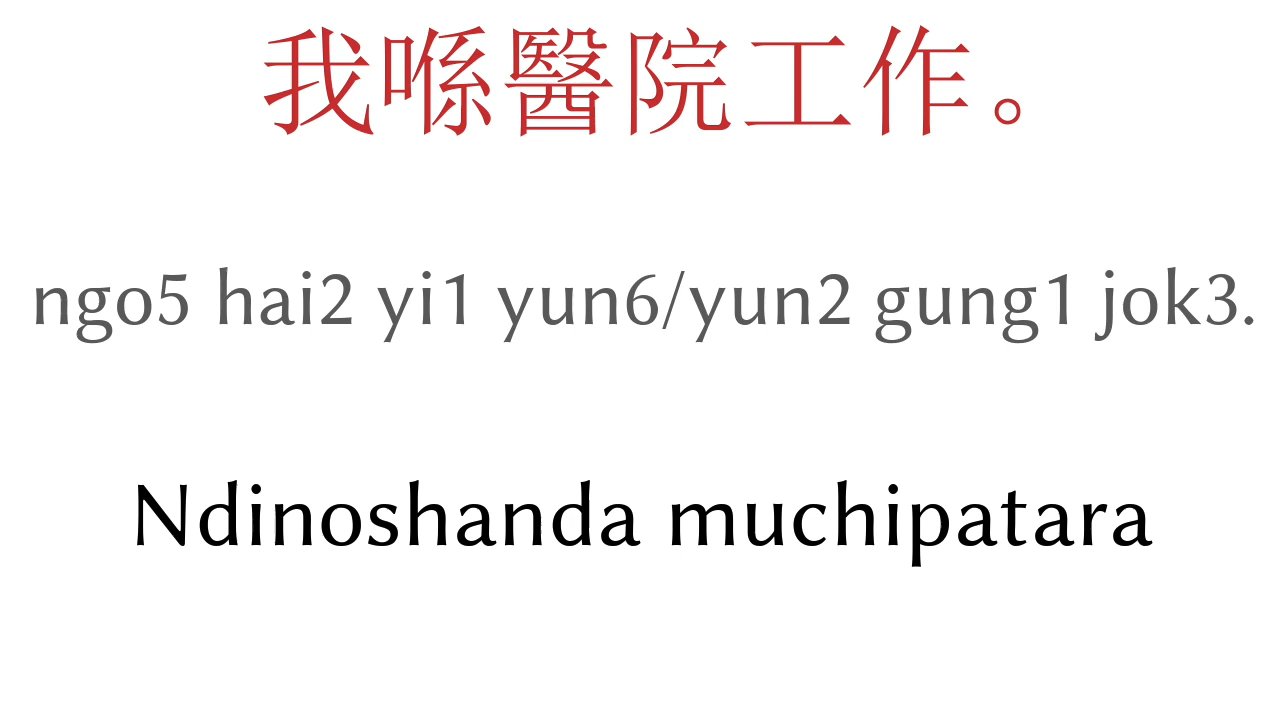 我喺醫院工作。
ngo5 hai2 yi1 yun6/yun2 gung1 jok3.
Ndinoshanda muchipatara